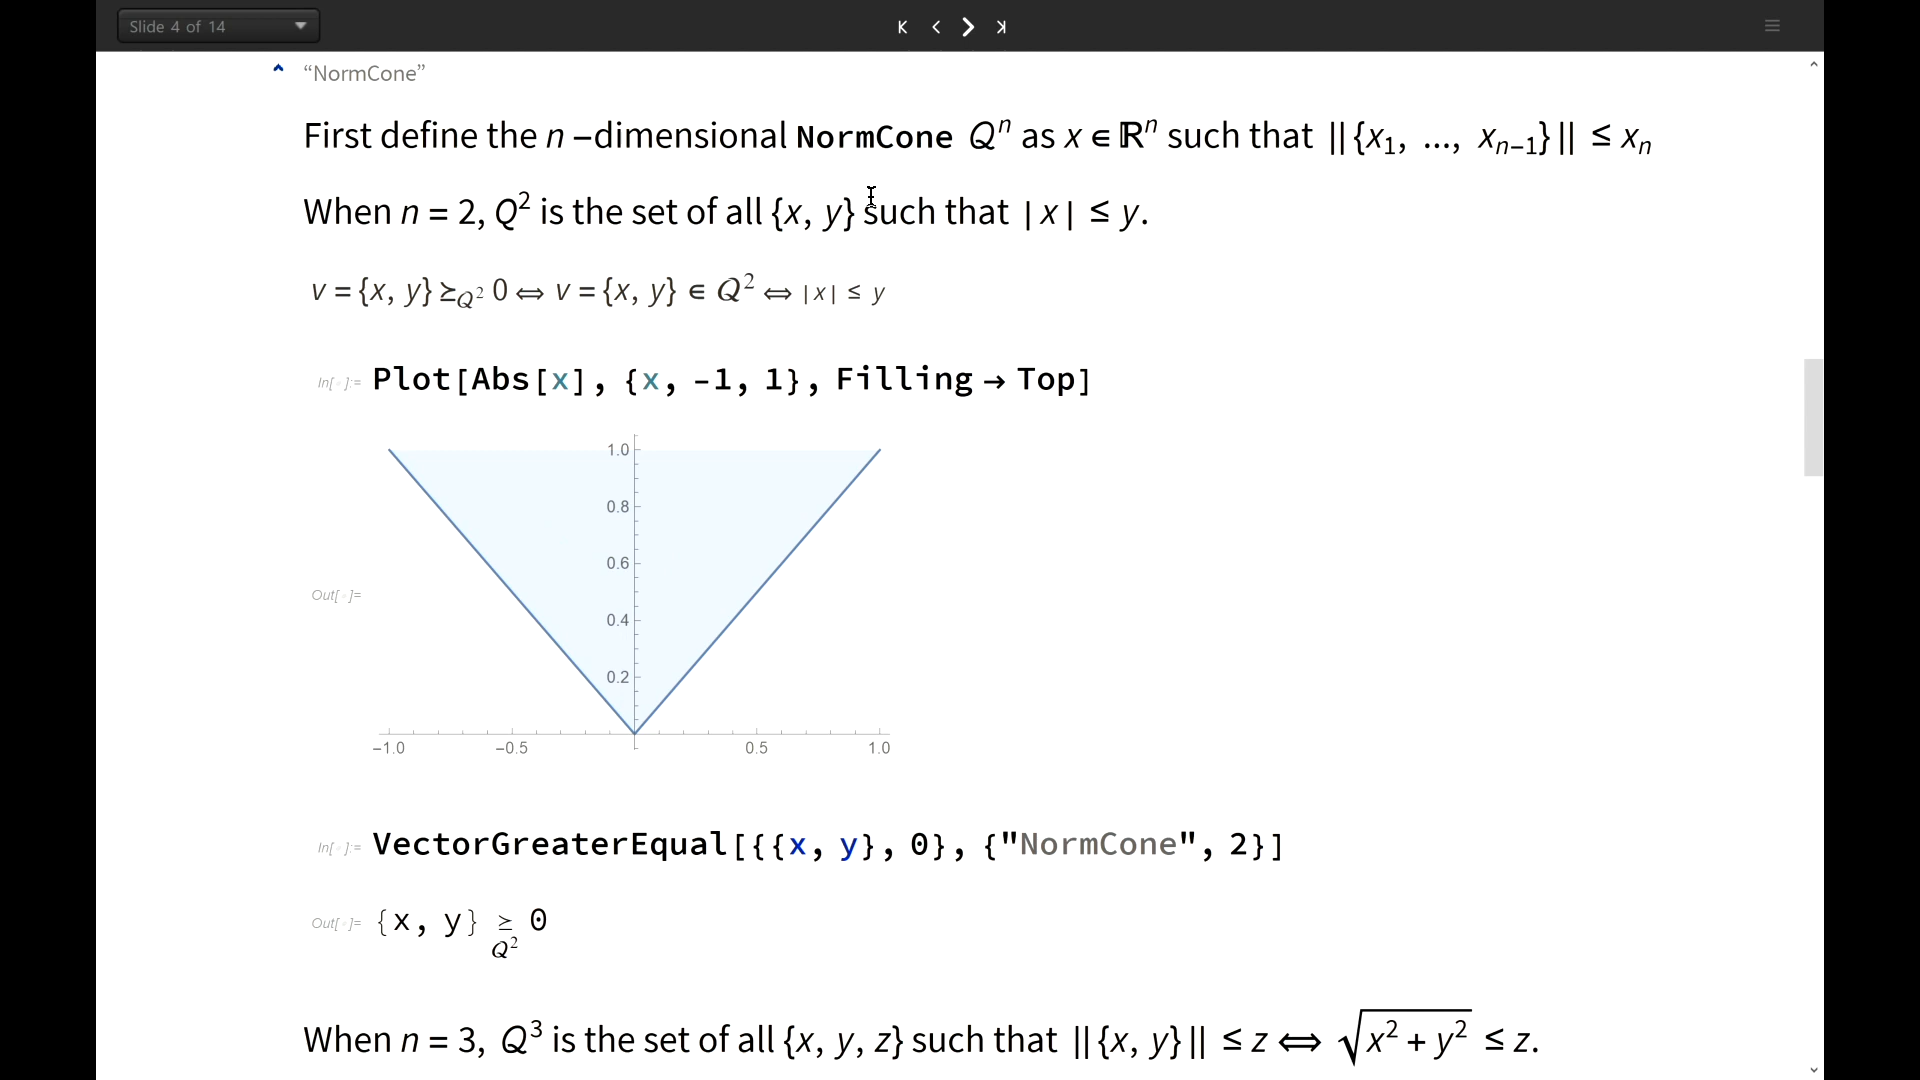 Slide 4 of 14
“NormCone”
First define the n –dimensional NormCone Qⁿ as x ∈ ℝⁿ such that ||{x₁, ..., xₙ₋₁}|| ≤ xₙ
When n = 2, Q² is the set of all {x, y} such that |x| ≤ y.
v = {x, y} ⪰_Q² 0 ⇔ v = {x, y} ∈ Q² ⇔ |x| ≤ y
In[ ]:= Plot[Abs[x], {x, -1, 1}, Filling → Top]
1.0
0.8
0.6
Out[ ]=
0.4
0.2
−1.0 −0.5 0.5 1.0
In[ ]:= VectorGreaterEqual[{{x, y}, 0}, {"NormCone", 2}]
Out[ ]= {x, y} ⪰ 0
Q²
When n = 3, Q³ is the set of all {x, y, z} such that ||{x, y}|| ≤ z ⇔ √(x² + y²) ≤ z.